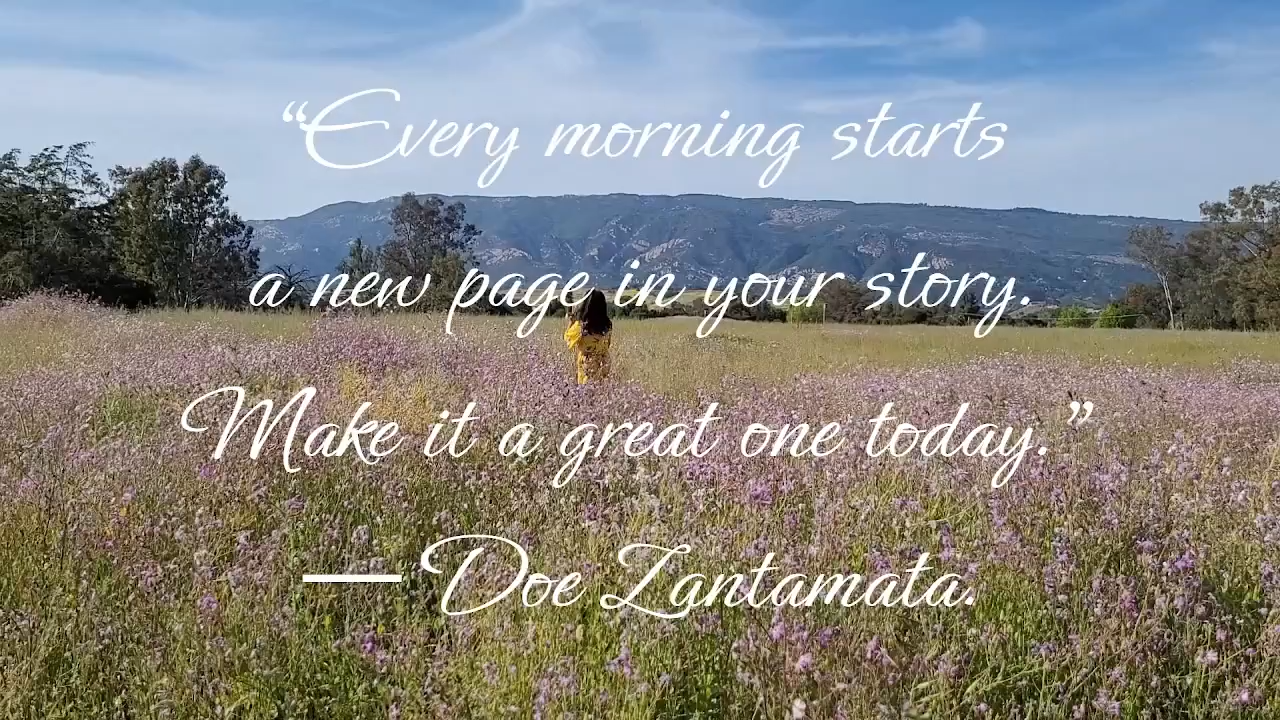 “Every morning starts
a new page in your story.
Make it a great one today.”
— Doe Zantamata.